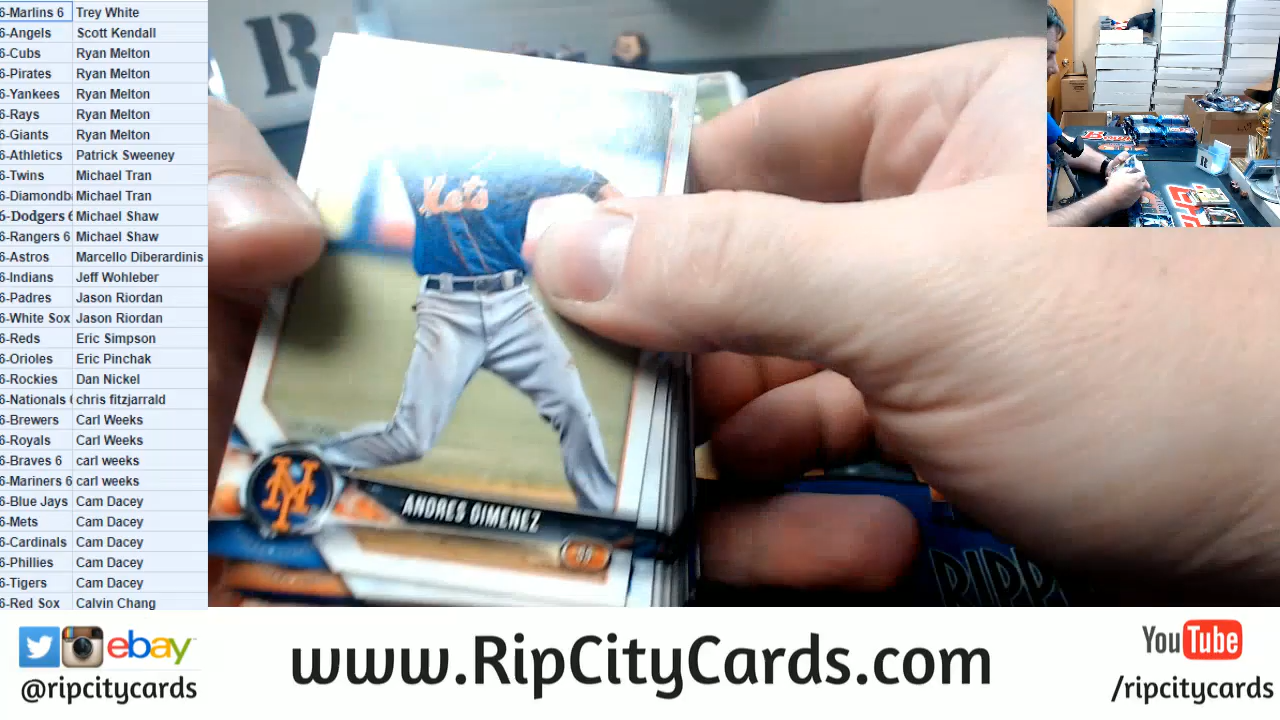 6-Marlins 6 Trey White
6-Angels Scott Kendall
6-Cubs Ryan Melton
6-Pirates Ryan Melton
6-Yankees Ryan Melton
6-Rays Ryan Melton
6-Giants Ryan Melton
6-Athletics Patrick Sweeney
6-Twins Michael Tran
6-Diamondb Michael Tran
6-Dodgers 6 Michael Shaw
6-Rangers 6 Michael Shaw
6-Astros Marcello Diberardinis
6-Indians Jeff Wohleber
6-Padres Jason Riordan
6-White Sox Jason Riordan
6-Reds Eric Simpson
6-Orioles Eric Pinchak
6-Rockies Dan Nickel
6-Nationals chris fitzjarrald
6-Brewers Carl Weeks
6-Royals Carl Weeks
6-Braves 6 carl weeks
6-Mariners 6 carl weeks
6-Blue Jays Cam Dacey
6-Mets Cam Dacey
6-Cardinals Cam Dacey
6-Phillies Cam Dacey
6-Tigers Cam Dacey
6-Red Sox Calvin Chang
R
Mets
NY
ANDRES GIMENEZ
RIPP
ebay
@ripcitycards
www.RipCityCards.com
YouTube
/ripcitycards